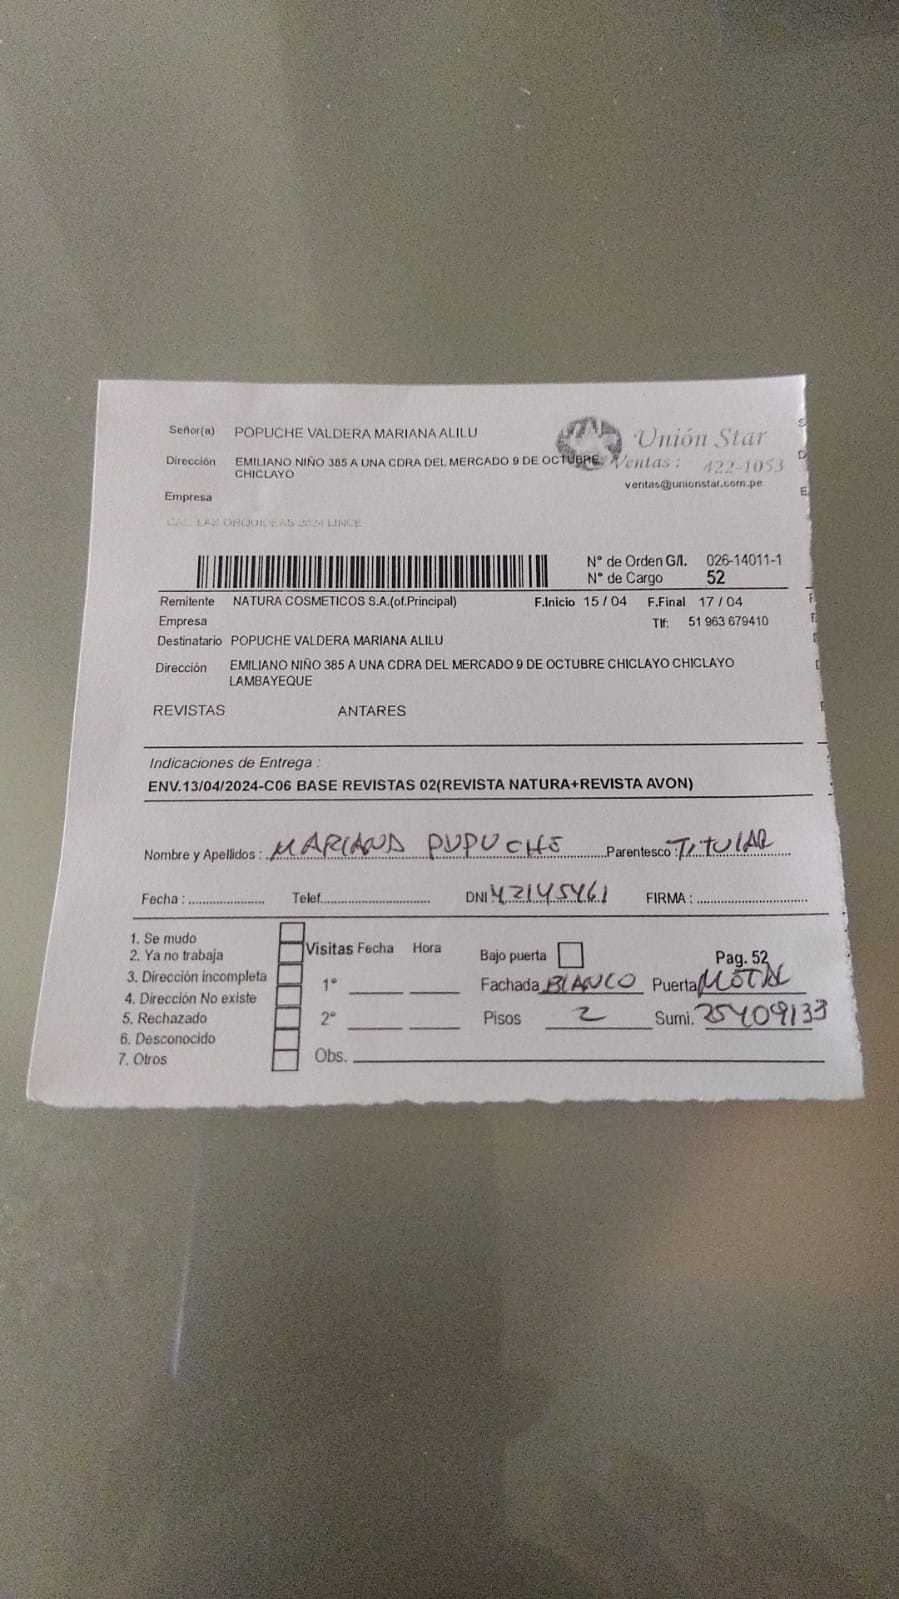 Señor(a) POPUCHE VALDERA MARIANA ALILU
Unión Star
Dirección EMILIANO NIÑO 385 A UNA CDRA DEL MERCADO 9 DE OCTUBRE
CHICLAYO
Ventas : 422-1053
ventas@unionstar.com.pe
Empresa
CAL. LAS ORQUIDEAS 2624 LINCE
N° de Orden G/I. 026-14011-1
N° de Cargo 52
Remitente NATURA COSMETICOS S.A.(of.Principal) F.Inicio 15 / 04 F.Final 17 / 04
Empresa Tlf: 51 963 679410
Destinatario POPUCHE VALDERA MARIANA ALILU
Dirección EMILIANO NIÑO 385 A UNA CDRA DEL MERCADO 9 DE OCTUBRE CHICLAYO CHICLAYO
LAMBAYEQUE
REVISTAS ANTARES
Indicaciones de Entrega :
ENV.13/04/2024-C06 BASE REVISTAS 02(REVISTA NATURA+REVISTA AVON)
Nombre y Apellidos : MARIANA PUPUCHE Parentesco : TITULAR
Fecha : Telef. DNI 42145461 FIRMA :
1. Se mudo
2. Ya no trabaja
3. Dirección incompleta
4. Dirección No existe
5. Rechazado
6. Desconocido
7. Otros
Visitas Fecha Hora
1°
2°
Obs.
Bajo puerta Pag. 52
Fachada BLANCO Puerta METAL
Pisos 2 Sumi. 25409133